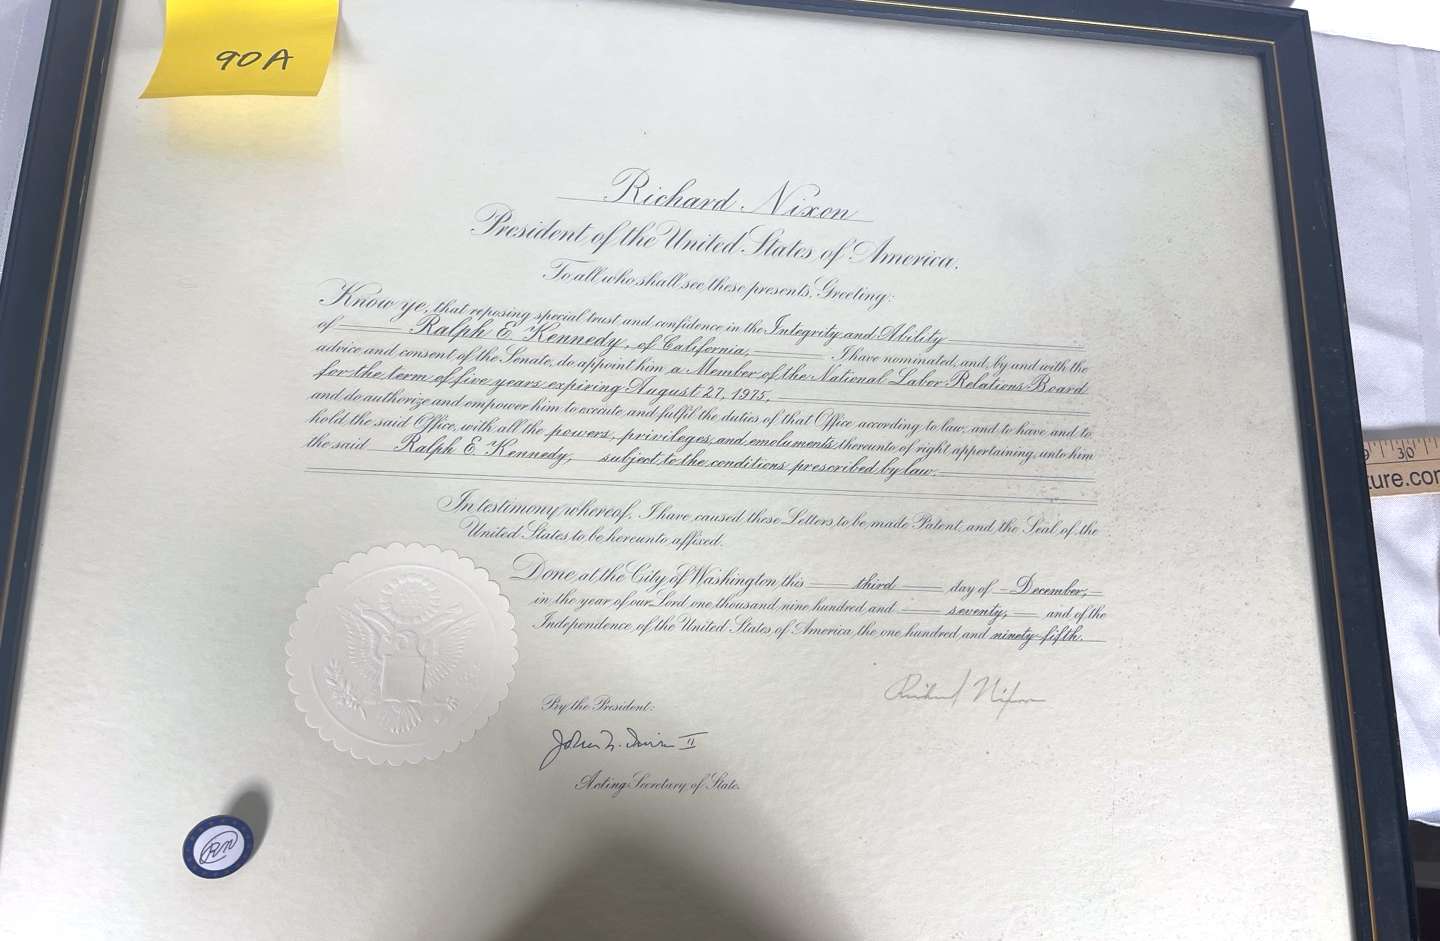 90A
Richard Nixon
President of the United States of America.
To all who shall see these presents, Greeting:
Know ye, that reposing special trust and confidence in the Integrity and Ability
of Ralph E. Kennedy, of California, I have nominated, and, by and with the
advice and consent of the Senate, do appoint him a Member of the National Labor Relations Board
for the term of five years expiring August 27, 1975,
and do authorize and empower him to execute and fulfil the duties of that Office according to law, and to have and to
hold the said Office, with all the powers, privileges, and emoluments thereunto of right appertaining, unto him
the said Ralph E. Kennedy, subject to the conditions prescribed by law.
In testimony whereof, I have caused these Letters to be made Patent, and the Seal of the
United States to be hereunto affixed.
Done at the City of Washington this third day of December,
in the year of our Lord one thousand nine hundred and seventy, and of the
Independence of the United States of America the one hundred and ninety-fifth.
Richard Nixon
By the President:
John N. Irwin II
Acting Secretary of State.
RN
30
ture.com